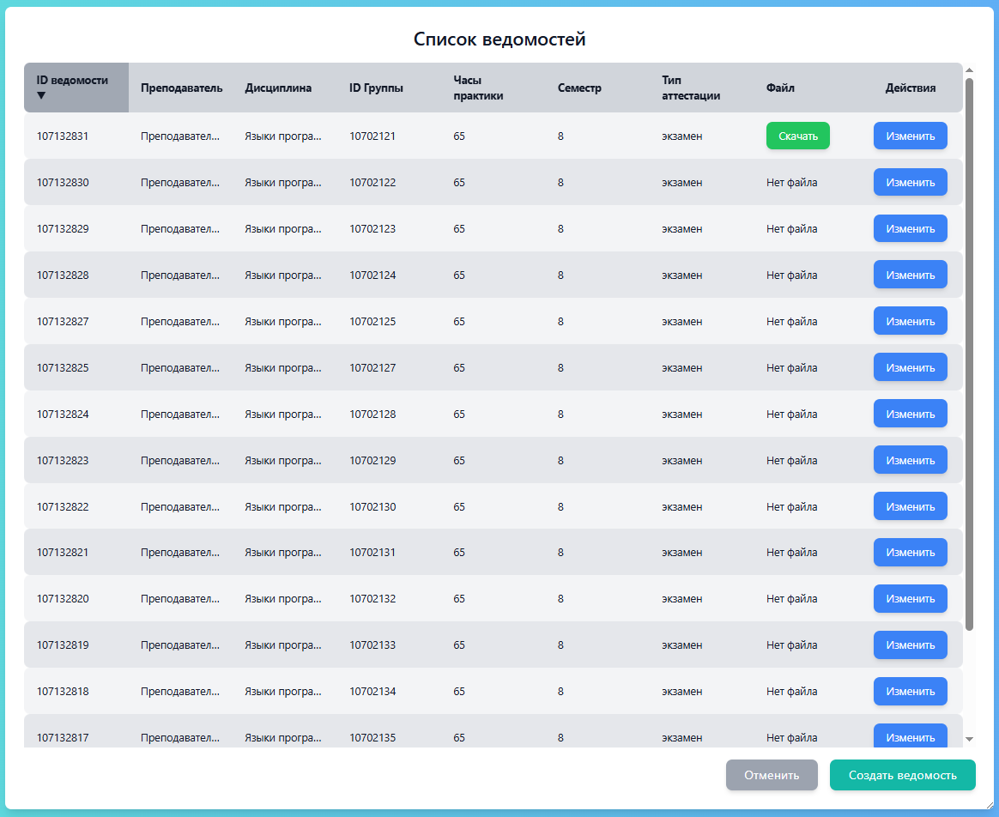 Список ведомостей
ID ведомости ▼ Преподаватель Дисциплина ID Группы Часы практики Семестр Тип аттестации Файл Действия
107132831 Преподавател... Языки програ... 10702121 65 8 экзамен Скачать Изменить
107132830 Преподавател... Языки програ... 10702122 65 8 экзамен Нет файла Изменить
107132829 Преподавател... Языки програ... 10702123 65 8 экзамен Нет файла Изменить
107132828 Преподавател... Языки програ... 10702124 65 8 экзамен Нет файла Изменить
107132827 Преподавател... Языки програ... 10702125 65 8 экзамен Нет файла Изменить
107132825 Преподавател... Языки програ... 10702127 65 8 экзамен Нет файла Изменить
107132824 Преподавател... Языки програ... 10702128 65 8 экзамен Нет файла Изменить
107132823 Преподавател... Языки програ... 10702129 65 8 экзамен Нет файла Изменить
107132822 Преподавател... Языки програ... 10702130 65 8 экзамен Нет файла Изменить
107132821 Преподавател... Языки програ... 10702131 65 8 экзамен Нет файла Изменить
107132820 Преподавател... Языки програ... 10702132 65 8 экзамен Нет файла Изменить
107132819 Преподавател... Языки програ... 10702133 65 8 экзамен Нет файла Изменить
107132818 Преподавател... Языки програ... 10702134 65 8 экзамен Нет файла Изменить
107132817 Преподавател... Языки програ... 10702135 65 8 экзамен Нет файла Изменить
Отменить Создать ведомость